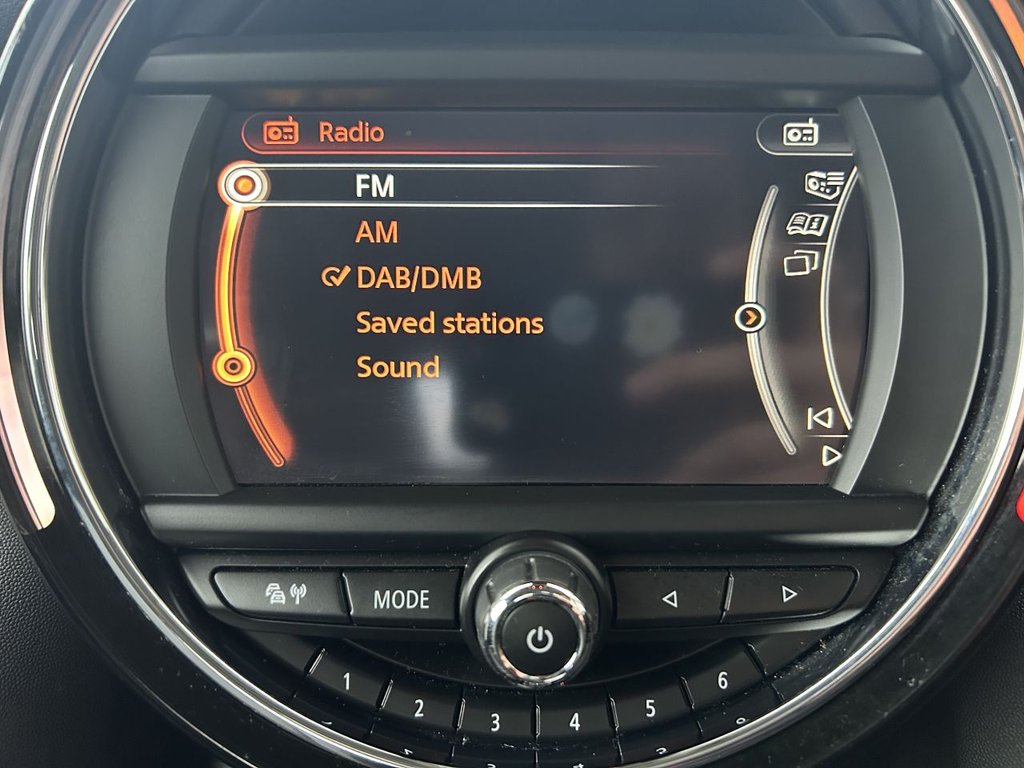 Radio
FM
AM
DAB/DMB
Saved stations
Sound
MODE
1 2 3 4 5 6